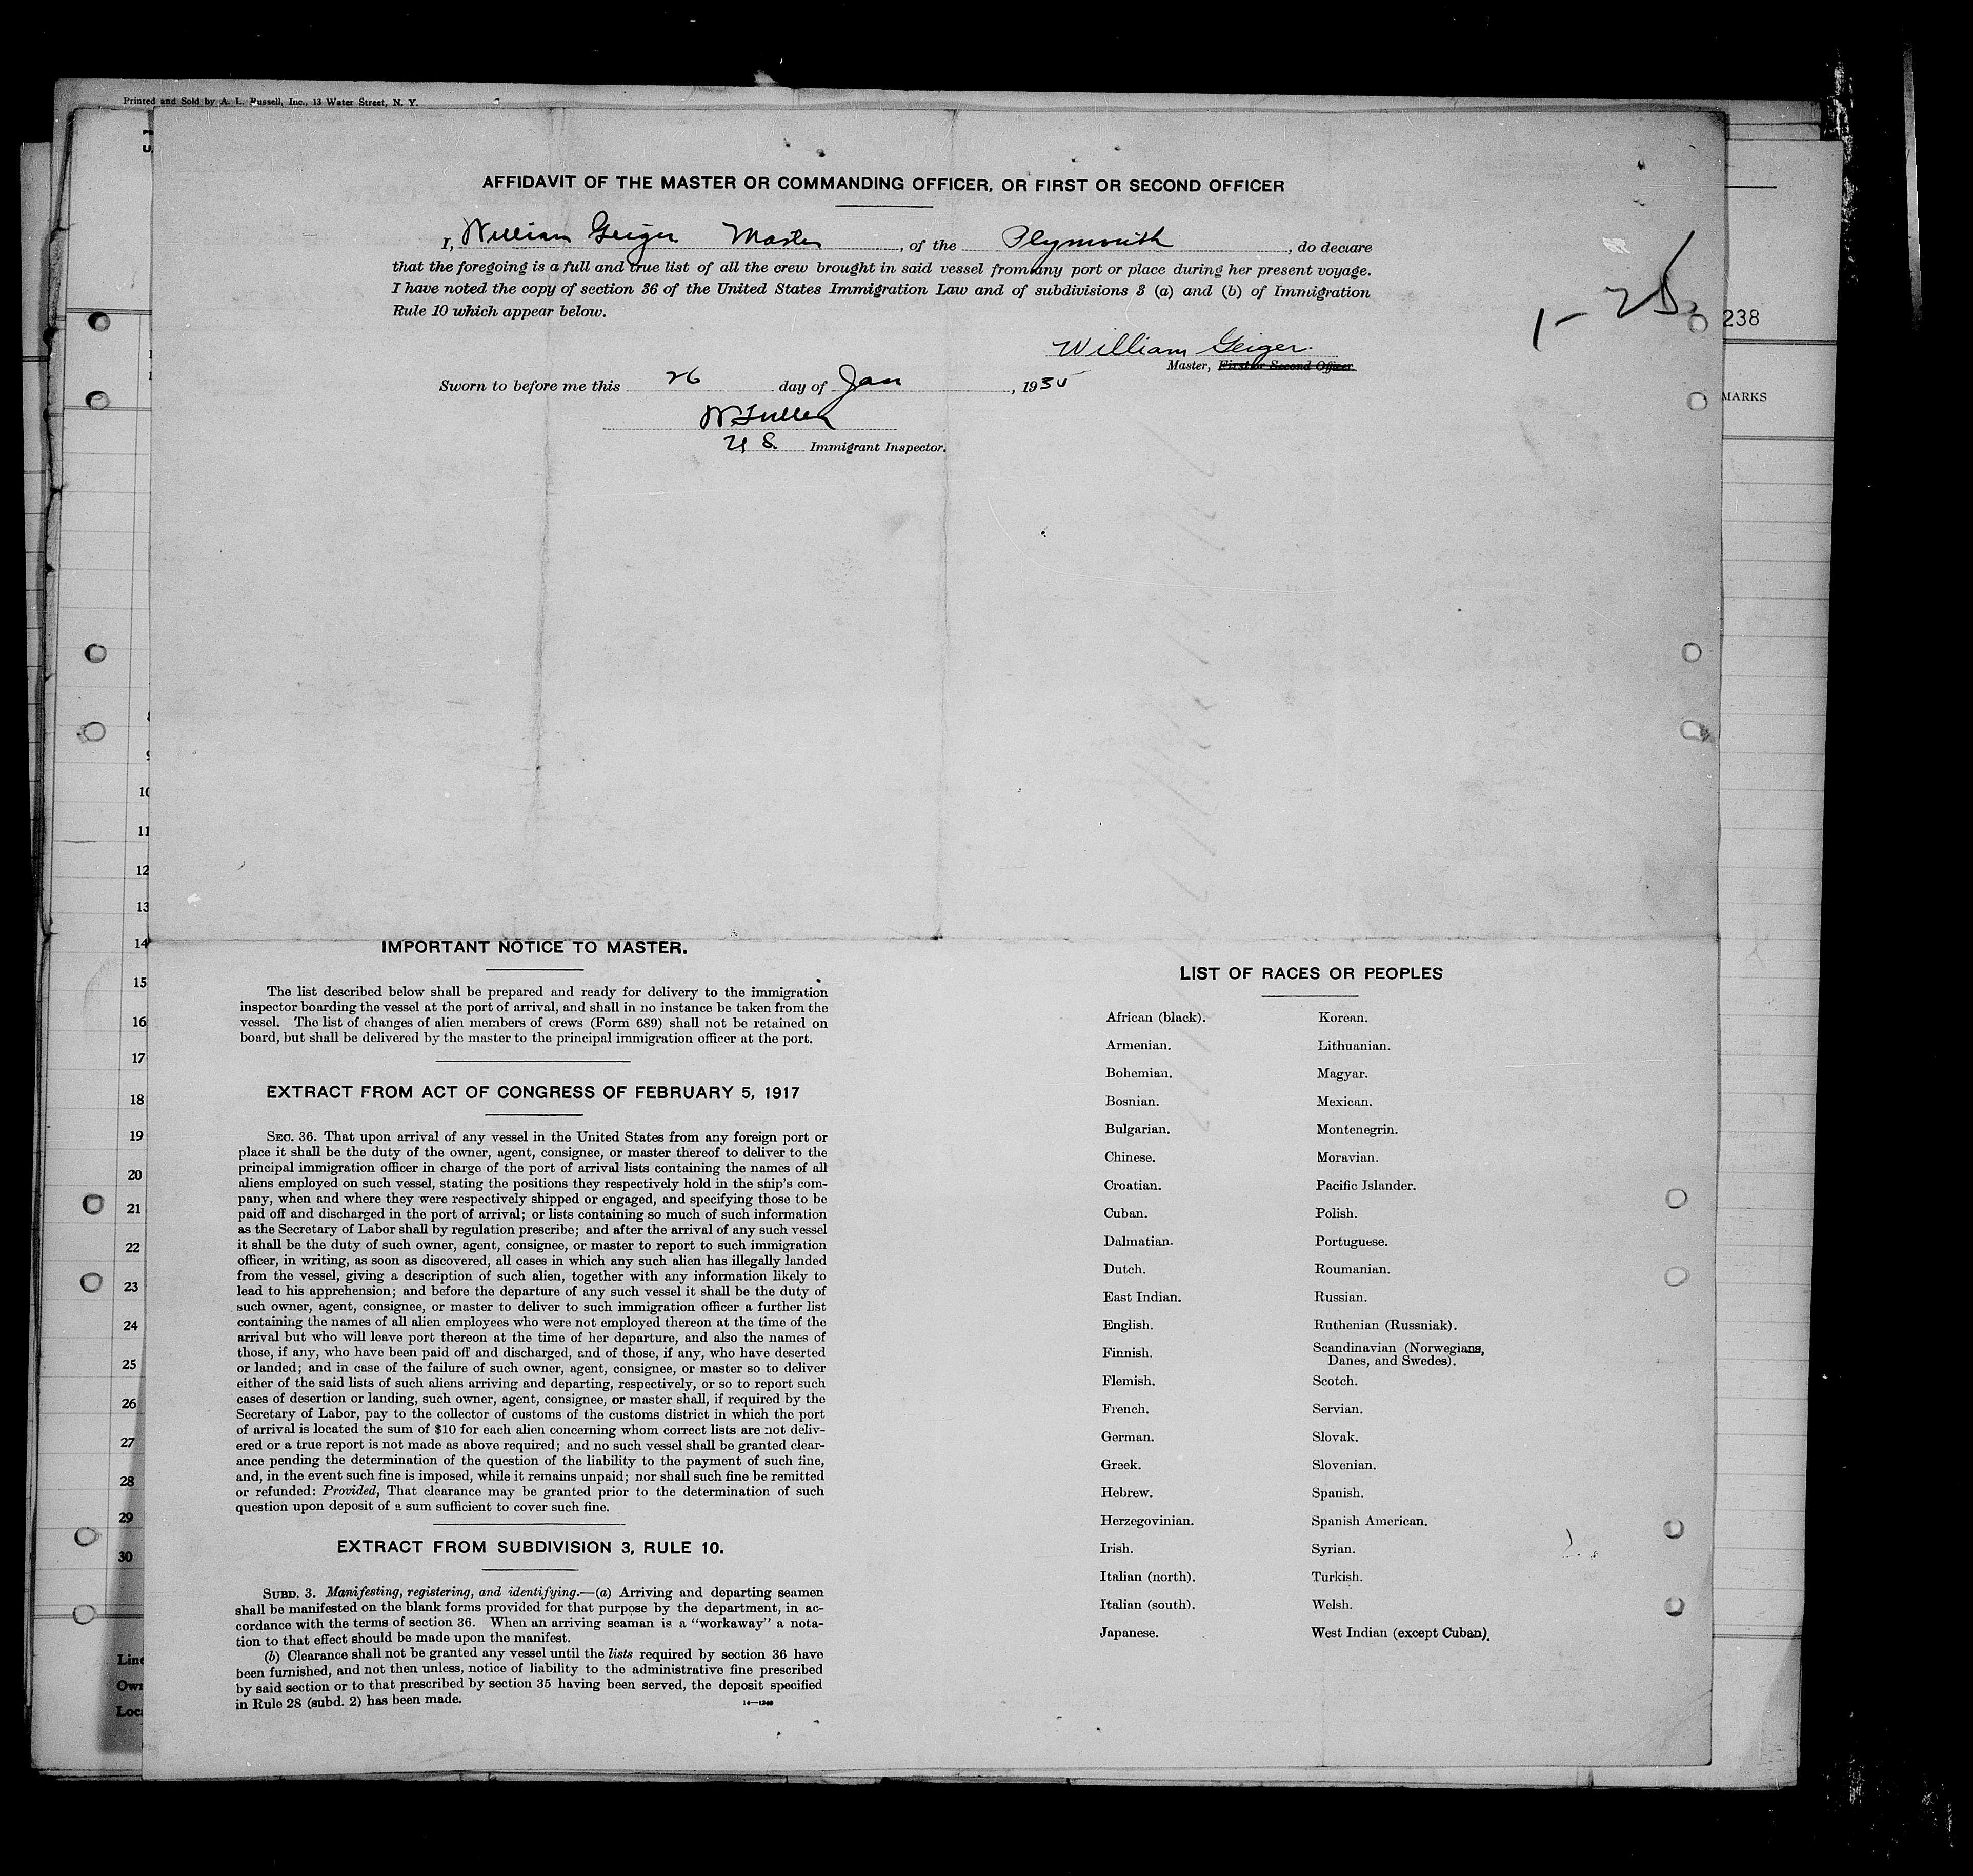 Printed and Sold by A. L. Russell, Inc., 13 Water Street, N. Y.
AFFIDAVIT OF THE MASTER OR COMMANDING OFFICER, OR FIRST OR SECOND OFFICER
I, William Geiger Master, of the Plymouth, do declare
that the foregoing is a full and true list of all the crew brought in said vessel from any port or place during her present voyage.
I have noted the copy of section 36 of the United States Immigration Law and of subdivisions 3 (a) and (b) of Immigration
Rule 10 which appear below.
238
William Geiger
Master, First or Second Officer.
Sworn to before me this 26 day of Jan, 1935
MARKS
U S. Immigrant Inspector.
IMPORTANT NOTICE TO MASTER.
The list described below shall be prepared and ready for delivery to the immigration
inspector boarding the vessel at the port of arrival, and shall in no instance be taken from the
vessel. The list of changes of alien members of crews (Form 689) shall not be retained on
board, but shall be delivered by the master to the principal immigration officer at the port.
EXTRACT FROM ACT OF CONGRESS OF FEBRUARY 5, 1917
SEC. 36. That upon arrival of any vessel in the United States from any foreign port or
place it shall be the duty of the owner, agent, consignee, or master thereof to deliver to the
principal immigration officer in charge of the port of arrival lists containing the names of all
aliens employed on such vessel, stating the positions they respectively hold in the ship's com-
pany, when and where they were respectively shipped or engaged, and specifying those to be
paid off and discharged in the port of arrival; or lists containing so much of such information
as the Secretary of Labor shall by regulation prescribe; and after the arrival of any such vessel
it shall be the duty of such owner, agent, consignee, or master to report to such immigration
officer, in writing, as soon as discovered, all cases in which any such alien has illegally landed
from the vessel, giving a description of such alien, together with any information likely to
lead to his apprehension; and before the departure of any such vessel it shall be the duty of
such owner, agent, consignee, or master to deliver to such immigration officer a further list
containing the names of all alien employees who were not employed thereon at the time of the
arrival but who will leave port thereon at the time of her departure, and also the names of
those, if any, who have been paid off and discharged, and of those, if any, who have deserted
or landed; and in case of the failure of such owner, agent, consignee, or master so to deliver
either of the said lists of such aliens arriving and departing, respectively, or so to report such
cases of desertion or landing, such owner, agent, consignee, or master shall, if required by the
Secretary of Labor, pay to the collector of customs of the customs district in which the port
of arrival is located the sum of $10 for each alien concerning whom correct lists are not deliv-
ered or a true report is not made as above required; and no such vessel shall be granted clear-
ance pending the determination of the question of the liability to the payment of such fine,
and, in the event such fine is imposed, while it remains unpaid; nor shall such fine be remitted
or refunded: Provided, That clearance may be granted prior to the determination of such
question upon deposit of a sum sufficient to cover such fine.
EXTRACT FROM SUBDIVISION 3, RULE 10.
SUBD. 3. Manifesting, registering, and identifying.—(a) Arriving and departing seamen
shall be manifested on the blank forms provided for that purpose by the department, in ac-
cordance with the terms of section 36. When an arriving seaman is a "workaway" a nota-
tion to that effect should be made upon the manifest.
(b) Clearance shall not be granted any vessel until the lists required by section 36 have
been furnished, and not then unless, notice of liability to the administrative fine prescribed
by said section or to that prescribed by section 35 having been served, the deposit specified
in Rule 28 (subd. 2) has been made.
LIST OF RACES OR PEOPLES
African (black). Korean.
Armenian. Lithuanian.
Bohemian. Magyar.
Bosnian. Mexican.
Bulgarian. Montenegrin.
Chinese. Moravian.
Croatian. Pacific Islander.
Cuban. Polish.
Dalmatian. Portuguese.
Dutch. Roumanian.
East Indian. Russian.
English. Ruthenian (Russniak).
Finnish. Scandinavian (Norwegians,
Danes, and Swedes).
Flemish. Scotch.
French. Servian.
German. Slovak.
Greek. Slovenian.
Hebrew. Spanish.
Herzegovinian. Spanish American.
Irish. Syrian.
Italian (north). Turkish.
Italian (south). Welsh.
Japanese. West Indian (except Cuban).
10
11
12
13
14
15
16
17
18
19
20
21
22
23
24
25
26
27
28
29
30